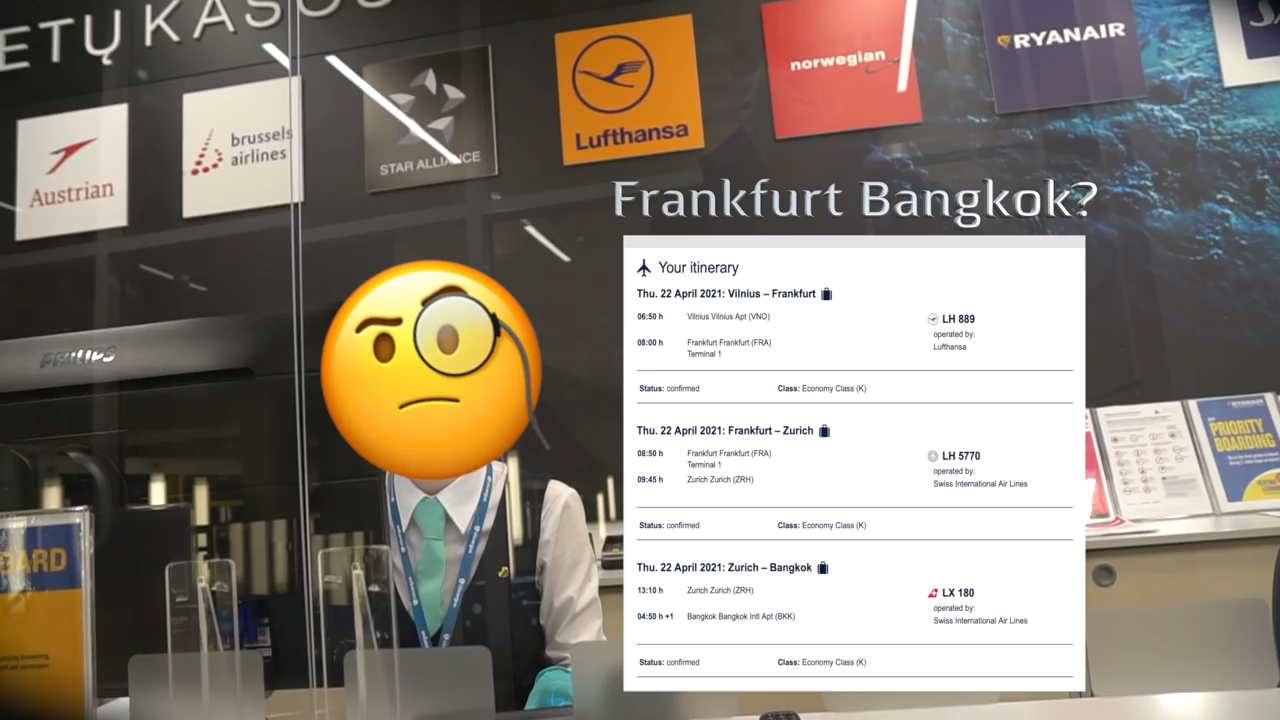 ETŲ KASOS
Austrian
brussels
airlines
STAR ALLIANCE
Lufthansa
norwegian
RYANAIR
Frankfurt Bangkok?
PHILIPS
Your itinerary
Thu. 22 April 2021: Vilnius – Frankfurt
06:50 h Vilnius Vilnius Apt (VNO) LH 889
operated by:
Lufthansa
08:00 h Frankfurt Frankfurt (FRA)
Terminal 1
Status: confirmed Class: Economy Class (K)
Thu. 22 April 2021: Frankfurt – Zurich
08:50 h Frankfurt Frankfurt (FRA)
Terminal 1
LH 5770
operated by:
Swiss International Air Lines
09:45 h Zurich Zurich (ZRH)
Status: confirmed Class: Economy Class (K)
Thu. 22 April 2021: Zurich – Bangkok
13:10 h Zurich Zurich (ZRH) LX 180
operated by:
Swiss International Air Lines
04:50 h +1 Bangkok Bangkok Intl Apt (BKK)
Status: confirmed Class: Economy Class (K)
RYANAIR
PRIORITY
BOARDING